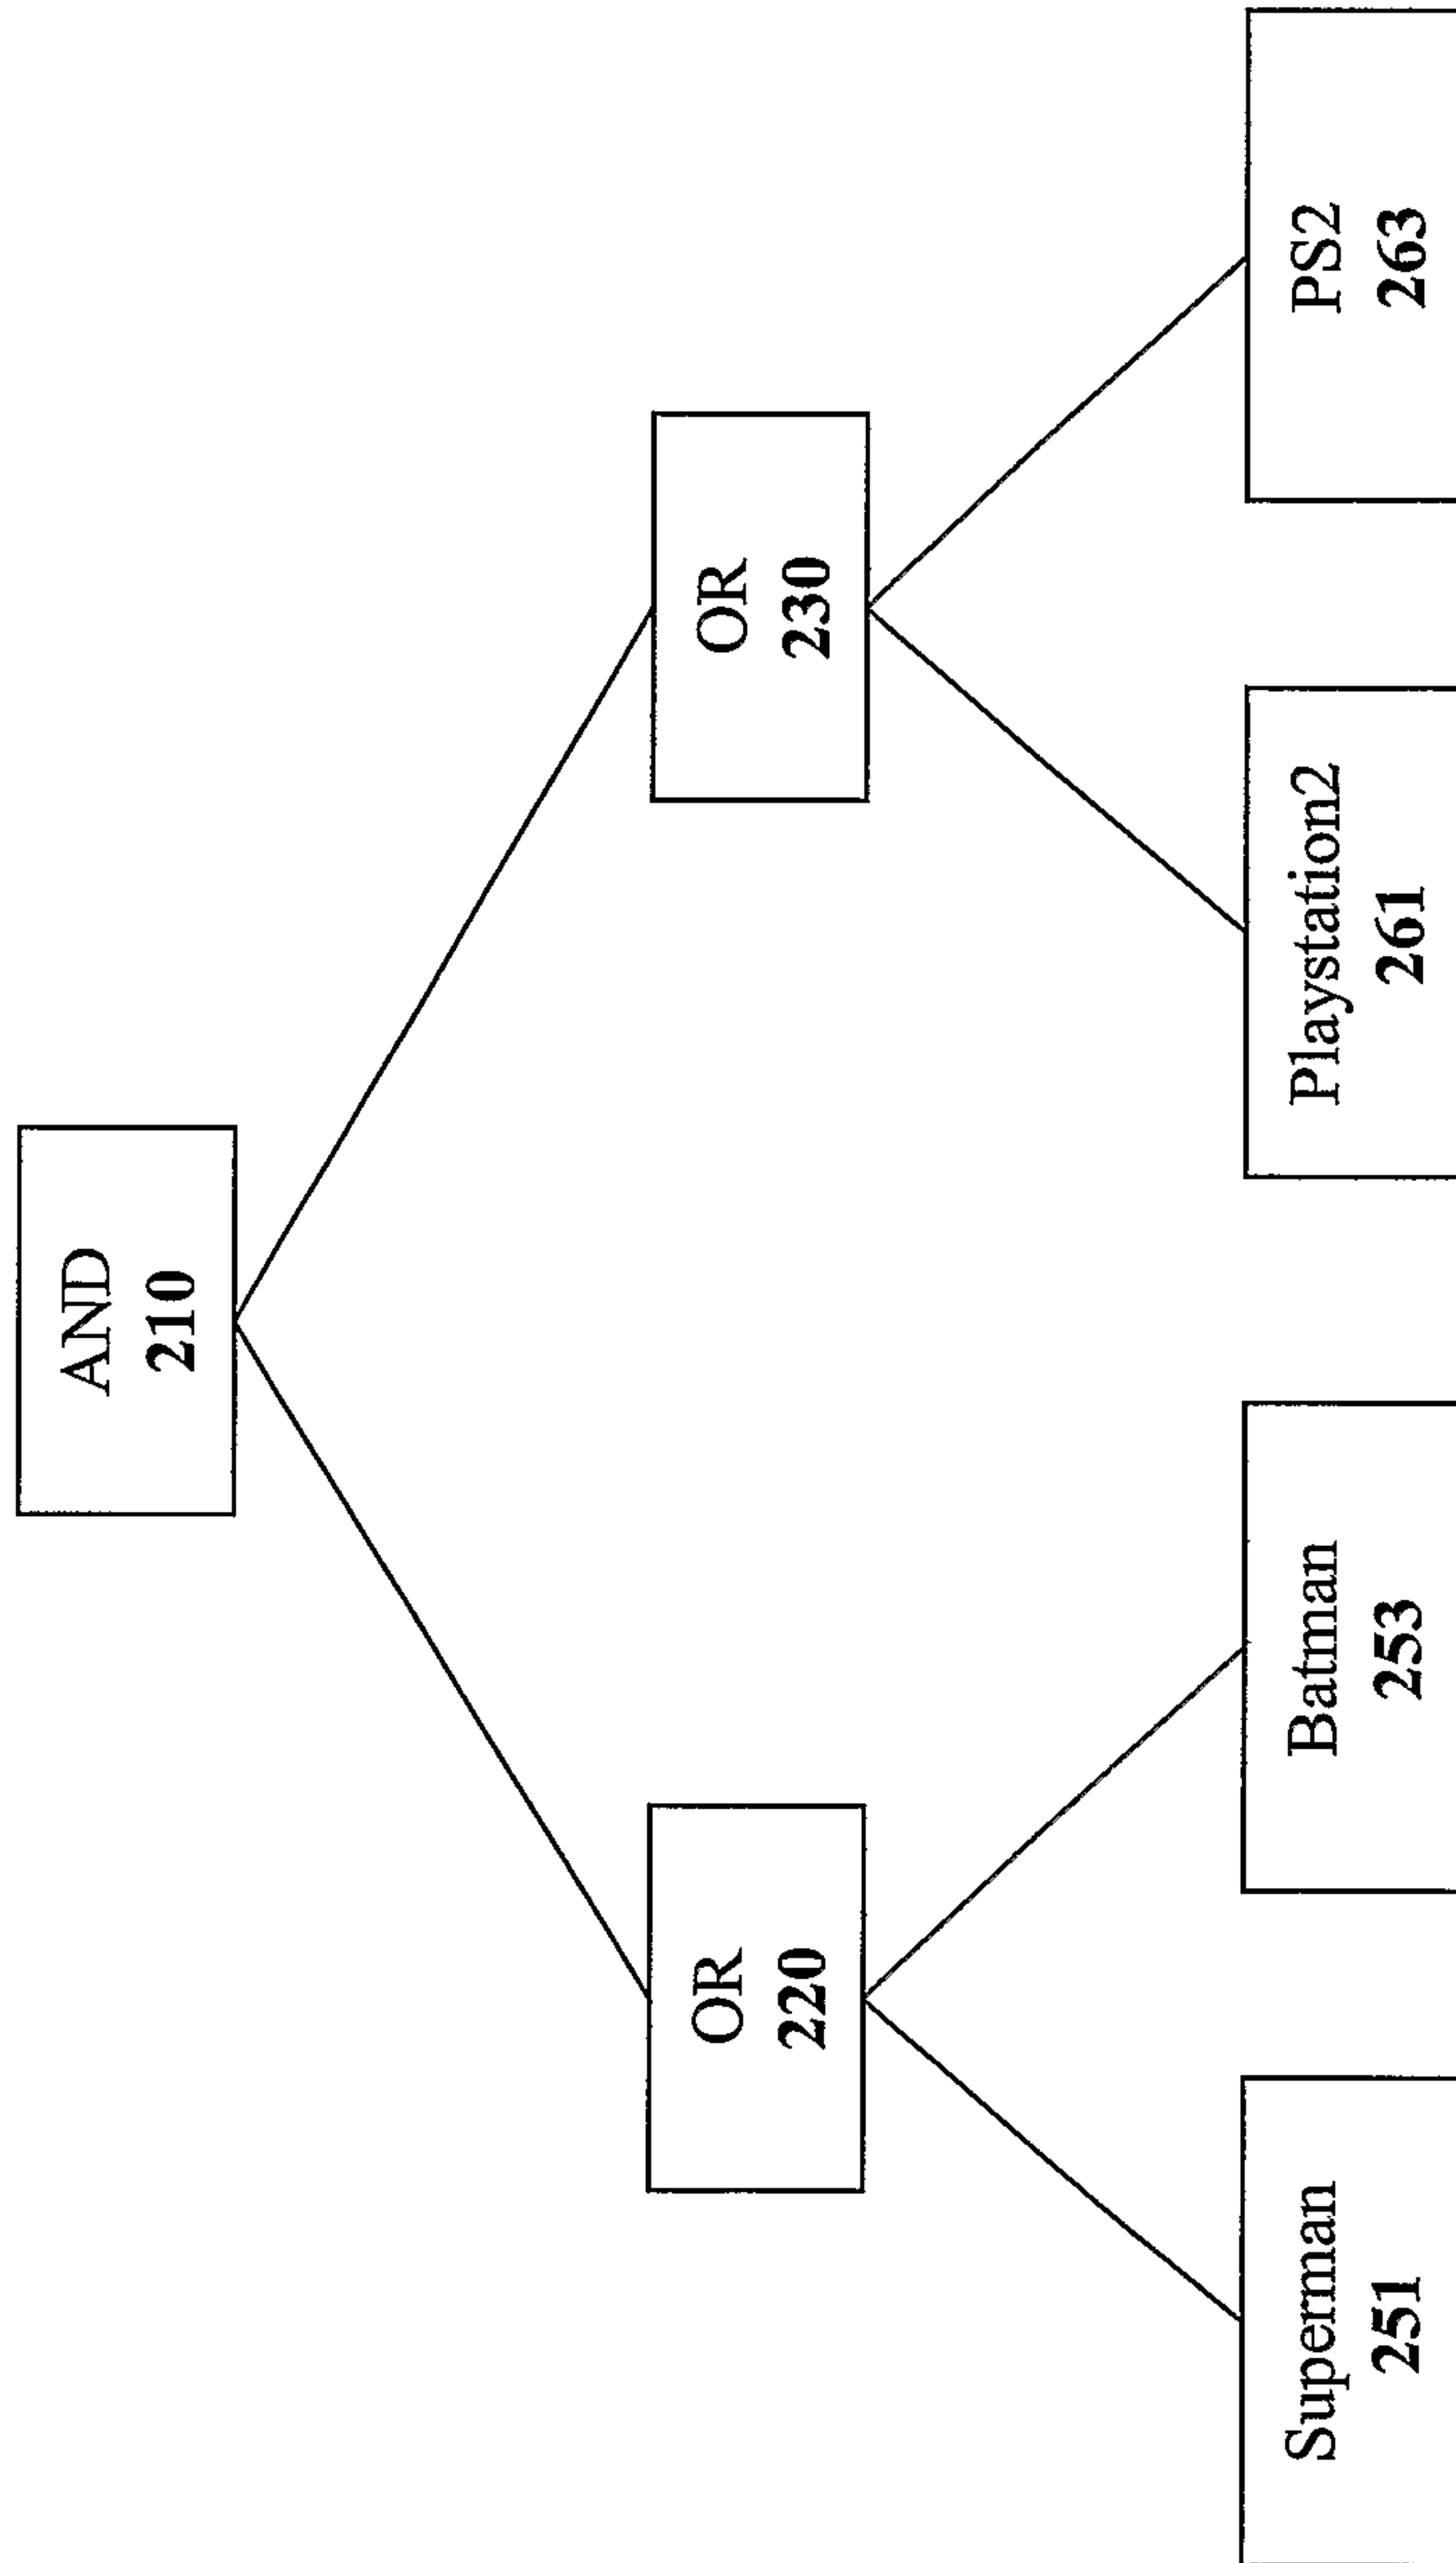 AND
210
OR
220
OR
230
Superman
251
Batman
253
Playstation2
261
PS2
263